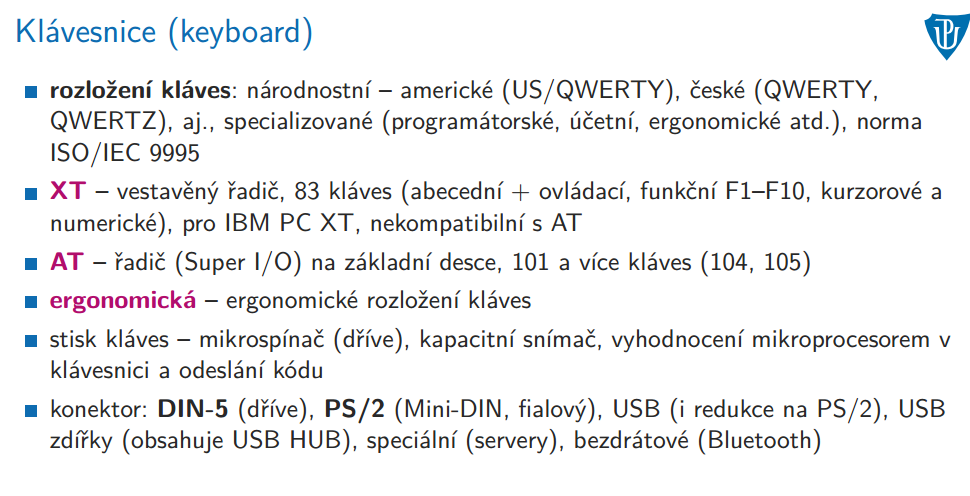 Klávesnice (keyboard)
rozložení kláves: národnostní – americké (US/QWERTY), české (QWERTY,
QWERTZ), aj., specializované (programátorské, účetní, ergonomické atd.), norma
ISO/IEC 9995
XT – vestavěný řadič, 83 kláves (abecední + ovládací, funkční F1–F10, kurzorové a
numerické), pro IBM PC XT, nekompatibilní s AT
AT – řadič (Super I/O) na základní desce, 101 a více kláves (104, 105)
ergonomická – ergonomické rozložení kláves
stisk kláves – mikrospínač (dříve), kapacitní snímač, vyhodnocení mikroprocesorem v
klávesnici a odeslání kódu
konektor: DIN-5 (dříve), PS/2 (Mini-DIN, fialový), USB (i redukce na PS/2), USB
zdířky (obsahuje USB HUB), speciální (servery), bezdrátové (Bluetooth)